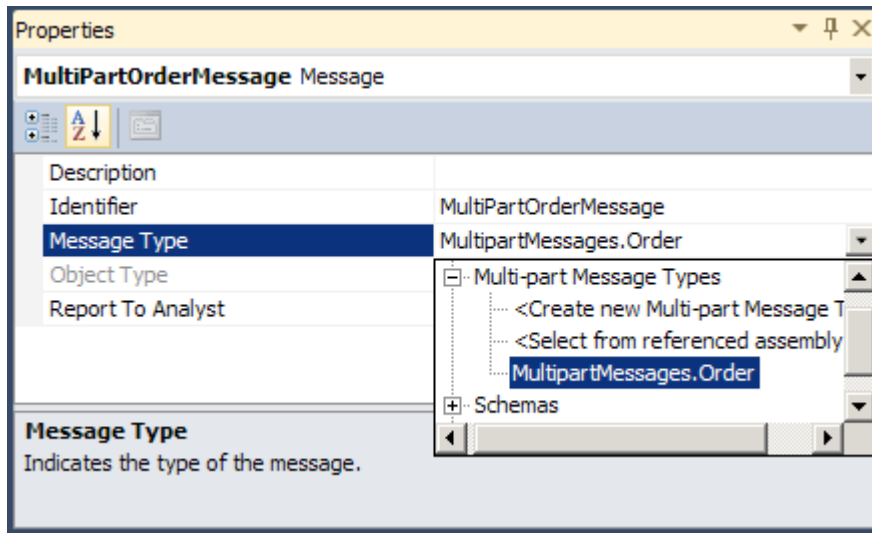 Properties
MultiPartOrderMessage Message
Description
Identifier MultiPartOrderMessage
Message Type MultipartMessages.Order
Object Type
Report To Analyst
Multi-part Message Types
<Create new Multi-part Message T
<Select from referenced assembly
MultipartMessages.Order
Schemas
Message Type
Indicates the type of the message.